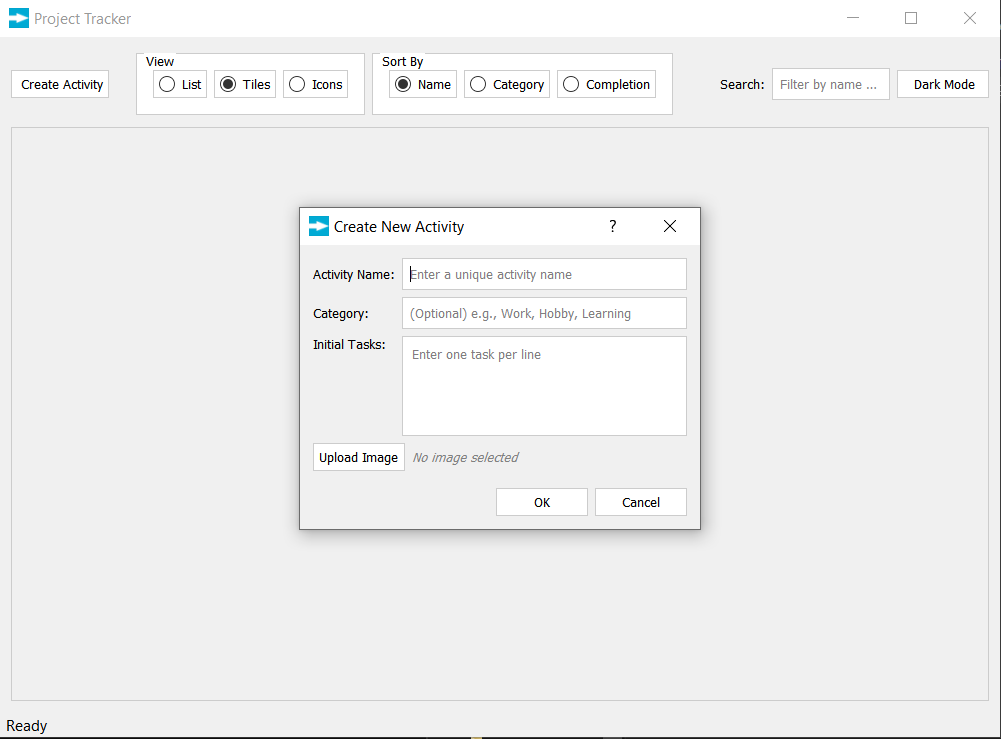 Project Tracker
View
Sort By
Create Activity
List
Tiles
Icons
Name
Category
Completion
Search:
Filter by name ...
Dark Mode
Create New Activity
?
Activity Name:
Enter a unique activity name
Category:
(Optional) e.g., Work, Hobby, Learning
Initial Tasks:
Enter one task per line
Upload Image
No image selected
OK
Cancel
Ready